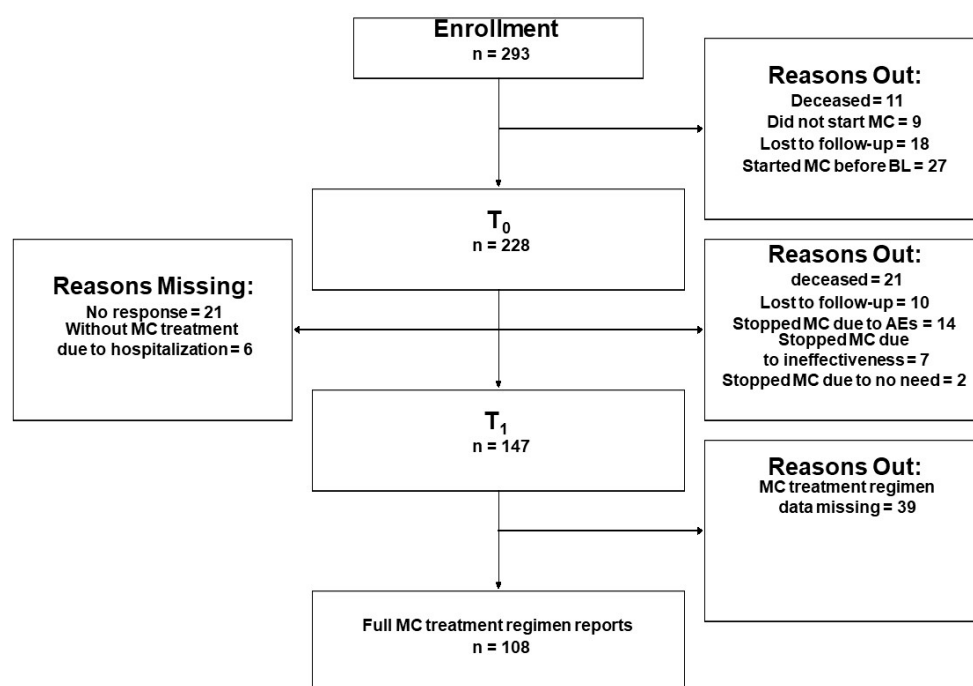 Enrollment
n = 293
Reasons Out:
Deceased = 11
Did not start MC = 9
Lost to follow-up = 18
Started MC before BL = 27
T0
n = 228
Reasons Missing:
No response = 21
Without MC treatment
due to hospitalization = 6
Reasons Out:
deceased = 21
Lost to follow-up = 10
Stopped MC due to AEs = 14
Stopped MC due
to ineffectiveness = 7
Stopped MC due to no need = 2
T1
n = 147
Reasons Out:
MC treatment regimen
data missing = 39
Full MC treatment regimen reports
n = 108